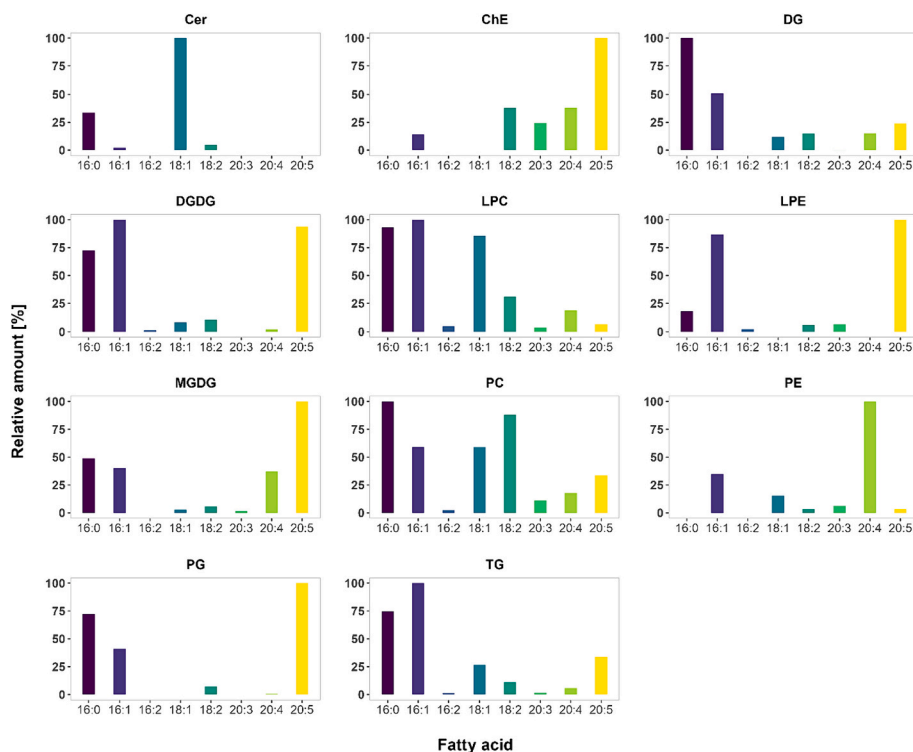 Cer ChE DG
100 100 100
75 75 75
50 50 50
25 25 25
0 0 0
16:0 16:1 16:2 18:1 18:2 20:3 20:4 20:5 16:0 16:1 16:2 18:1 18:2 20:3 20:4 20:5 16:0 16:1 16:2 18:1 18:2 20:3 20:4 20:5
DGDG LPC LPE
100 100 100
75 75 75
50 50 50
25 25 25
0 0 0
16:0 16:1 16:2 18:1 18:2 20:3 20:4 20:5 16:0 16:1 16:2 18:1 18:2 20:3 20:4 20:5 16:0 16:1 16:2 18:1 18:2 20:3 20:4 20:5
Relative amount [%]
MGDG PC PE
100 100 100
75 75 75
50 50 50
25 25 25
0 0 0
16:0 16:1 16:2 18:1 18:2 20:3 20:4 20:5 16:0 16:1 16:2 18:1 18:2 20:3 20:4 20:5 16:0 16:1 16:2 18:1 18:2 20:3 20:4 20:5
PG TG
100 100
75 75
50 50
25 25
0 0
16:0 16:1 16:2 18:1 18:2 20:3 20:4 20:5 16:0 16:1 16:2 18:1 18:2 20:3 20:4 20:5
Fatty acid